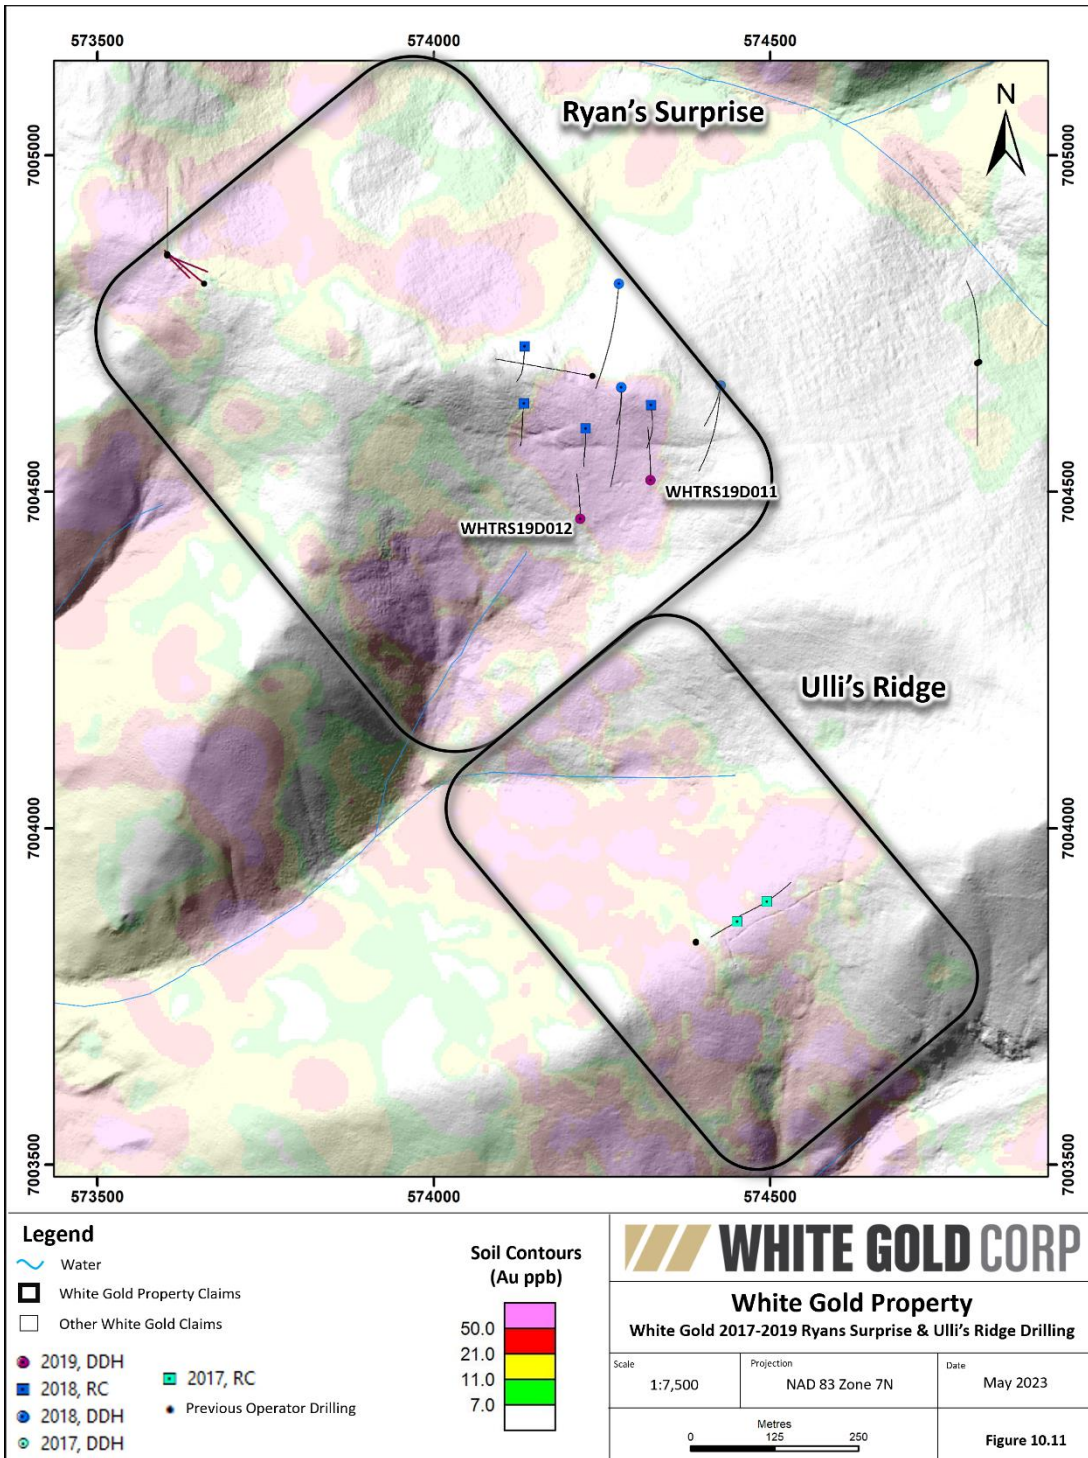 573500 574000 574500
Ryan's Surprise
N
7005000 7005000
7004500 7004500
WHTRS19D011
WHTRS19D012
Ulli's Ridge
7004000 7004000
7003500 7003500
573500 574000 574500
Legend
Water
White Gold Property Claims
Other White Gold Claims
2019, DDH
2018, RC
2018, DDH
2017, DDH
2017, RC
Previous Operator Drilling
Soil Contours
(Au ppb)
50.0
21.0
11.0
7.0
WHITE GOLD CORP
White Gold Property
White Gold 2017-2019 Ryans Surprise & Ulli's Ridge Drilling
Scale
1:7,500
Projection
NAD 83 Zone 7N
Date
May 2023
Metres
0 125 250
Figure 10.11